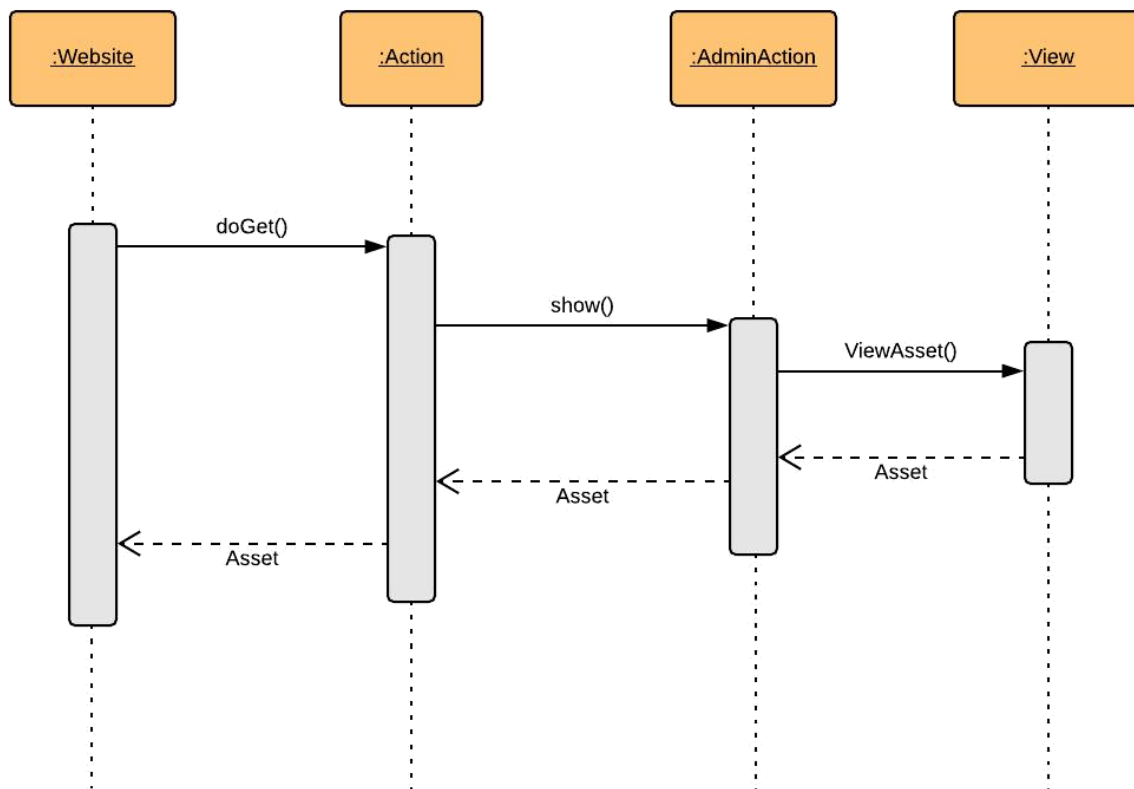 :Website
:Action
:AdminAction
:View
doGet()
show()
ViewAsset()
Asset
Asset
Asset